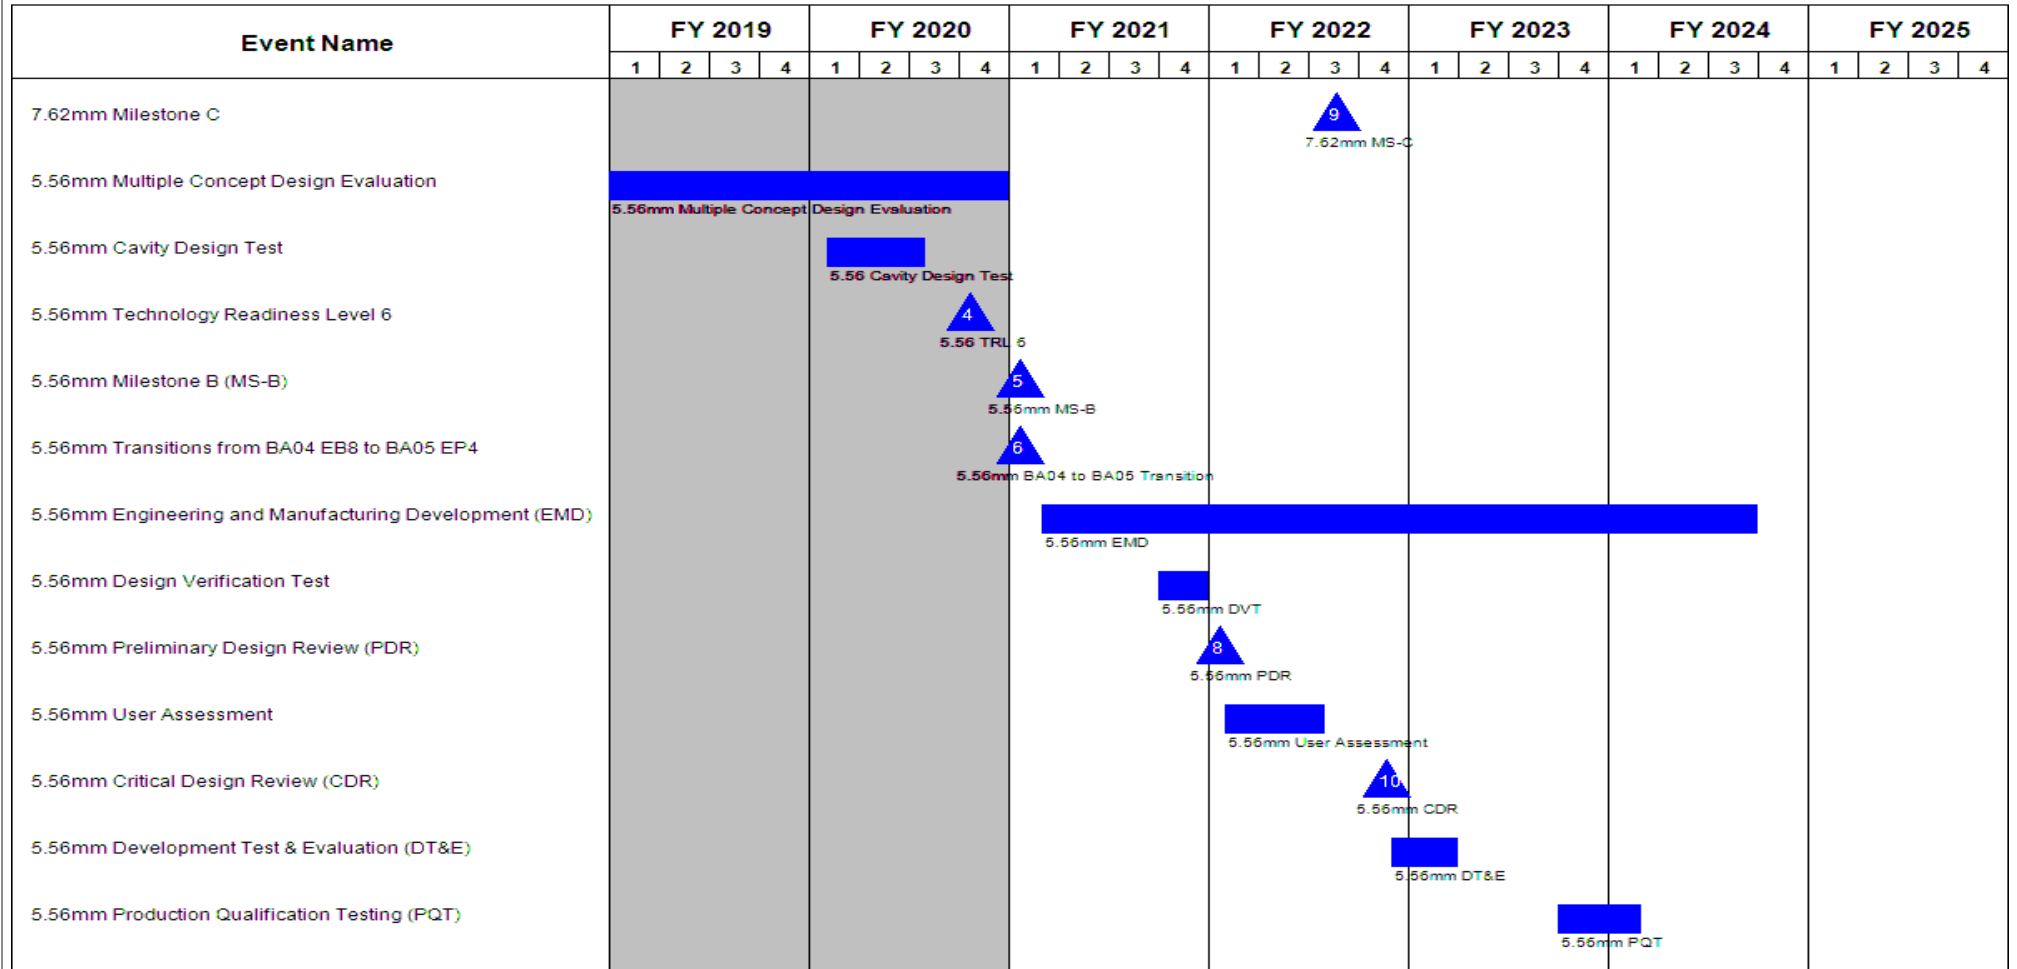 Event Name
FY 2019 FY 2020 FY 2021 FY 2022 FY 2023 FY 2024 FY 2025
1 2 3 4 1 2 3 4 1 2 3 4 1 2 3 4 1 2 3 4 1 2 3 4 1 2 3 4
7.62mm Milestone C
9
7.62mm MS-C
5.56mm Multiple Concept Design Evaluation
5.56mm Multiple Concept Design Evaluation
5.56mm Cavity Design Test
5.56 Cavity Design Test
5.56mm Technology Readiness Level 6
4
5.56 TRL 6
5.56mm Milestone B (MS-B)
5
5.56mm MS-B
5.56mm Transitions from BA04 EB8 to BA05 EP4
6
5.56mm BA04 to BA05 Transition
5.56mm Engineering and Manufacturing Development (EMD)
5.56mm EMD
5.56mm Design Verification Test
5.56mm DVT
5.56mm Preliminary Design Review (PDR)
8
5.56mm PDR
5.56mm User Assessment
5.56mm User Assessment
5.56mm Critical Design Review (CDR)
10
5.56mm CDR
5.56mm Development Test & Evaluation (DT&E)
5.56mm DT&E
5.56mm Production Qualification Testing (PQT)
5.56mm PQT